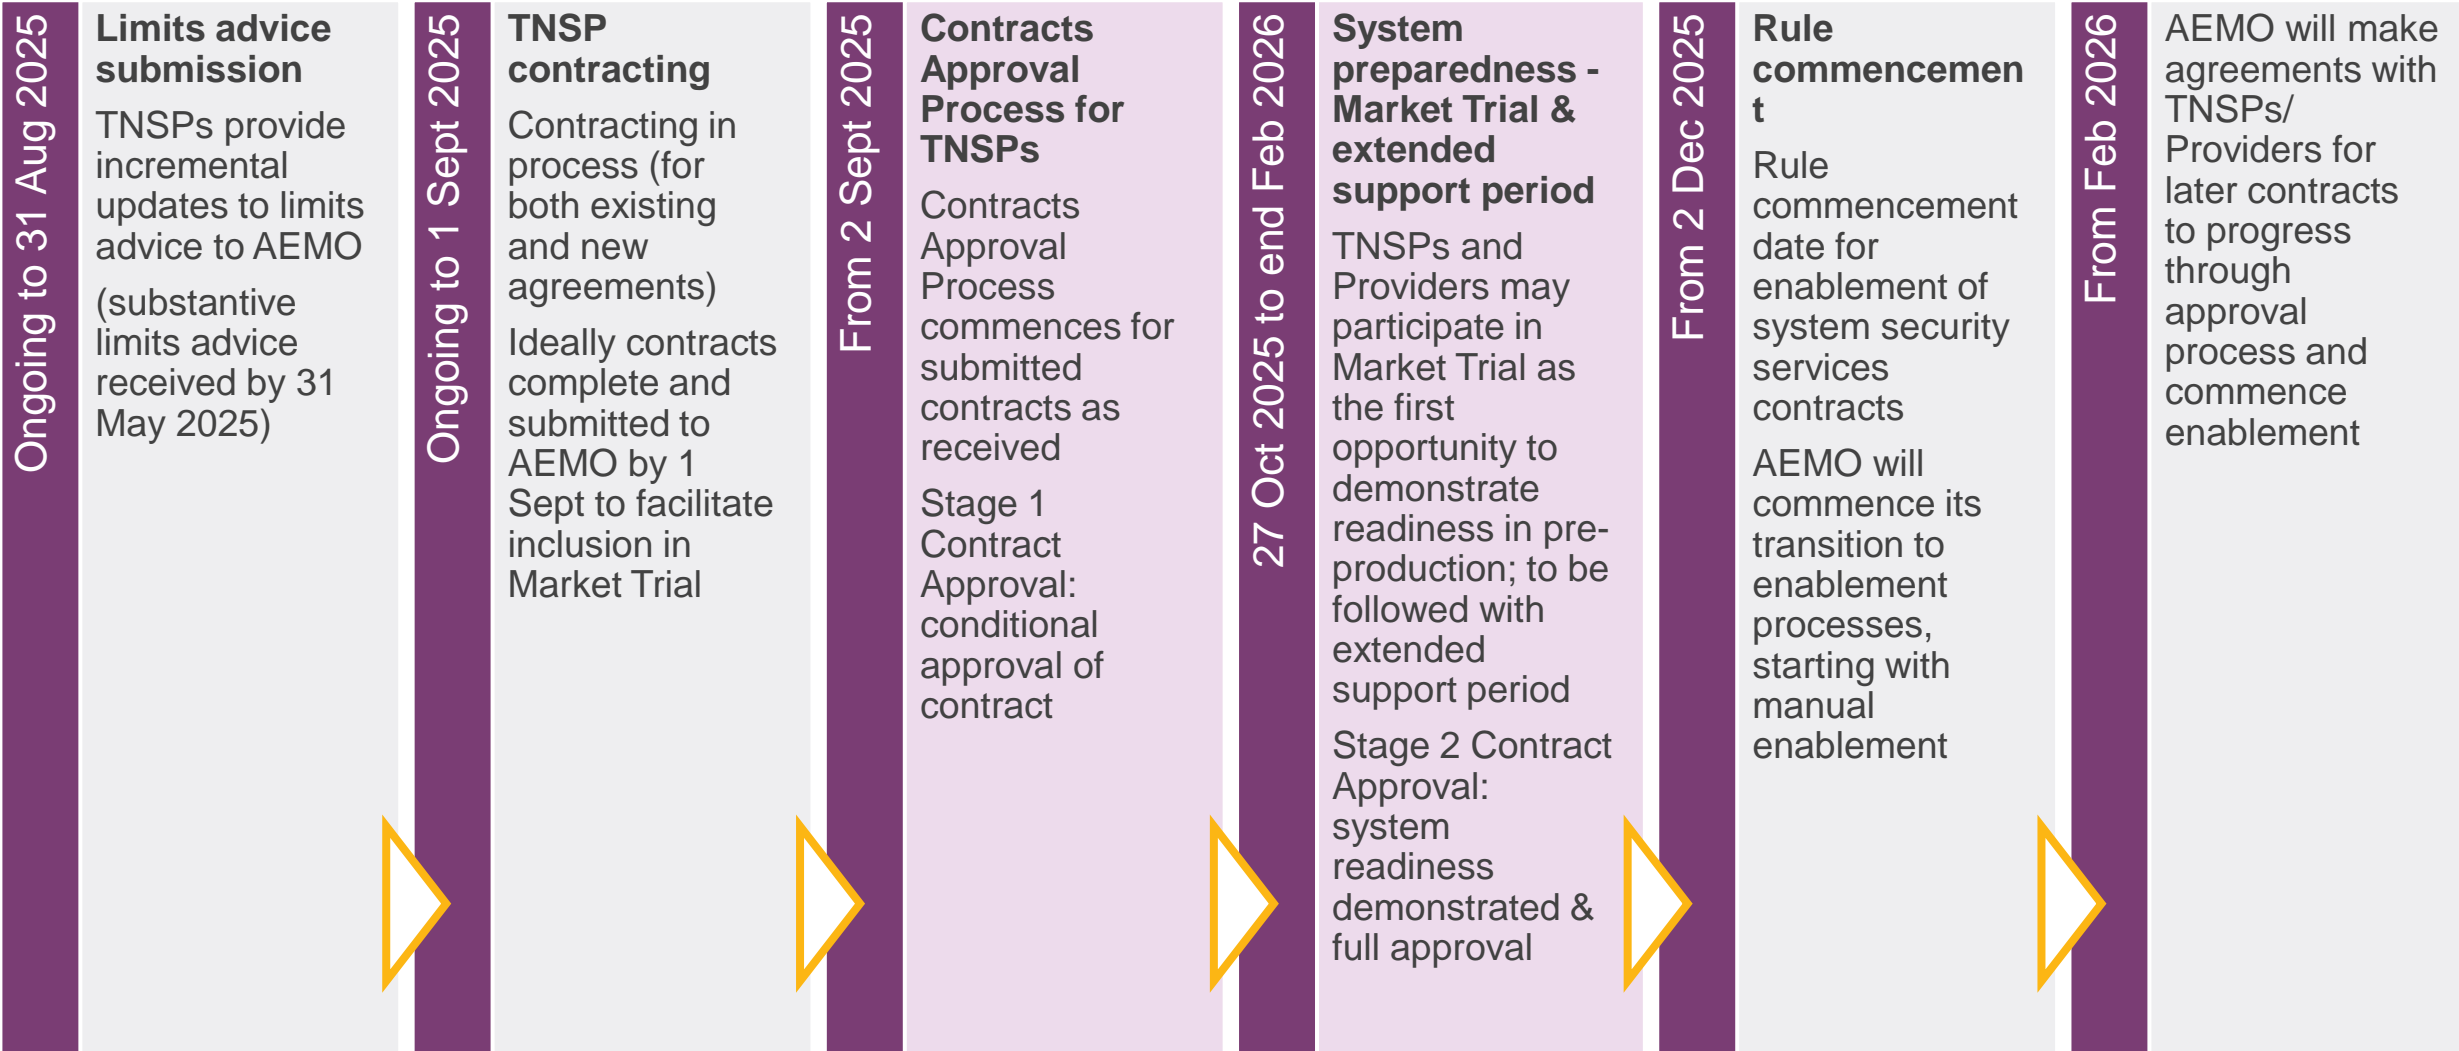 Ongoing to 31 Aug 2025
Limits advice
submission
TNSPs provide
incremental
updates to limits
advice to AEMO
(substantive
limits advice
received by 31
May 2025)
Ongoing to 1 Sept 2025
TNSP
contracting
Contracting in
process (for
both existing
and new
agreements)
Ideally contracts
complete and
submitted to
AEMO by 1
Sept to facilitate
inclusion in
Market Trial
From 2 Sept 2025
Contracts
Approval
Process for
TNSPs
Contracts
Approval
Process
commences for
submitted
contracts as
received
Stage 1
Contract
Approval:
conditional
approval of
contract
27 Oct 2025 to end Feb 2026
System
preparedness -
Market Trial &
extended
support period
TNSPs and
Providers may
participate in
Market Trial as
the first
opportunity to
demonstrate
readiness in pre-
production; to be
followed with
extended
support period
Stage 2 Contract
Approval:
system
readiness
demonstrated &
full approval
From 2 Dec 2025
Rule
commencemen
t
Rule
commencement
date for
enablement of
system security
services
contracts
AEMO will
commence its
transition to
enablement
processes,
starting with
manual
enablement
From Feb 2026
AEMO will make
agreements with
TNSPs/
Providers for
later contracts
to progress
through
approval
process and
commence
enablement